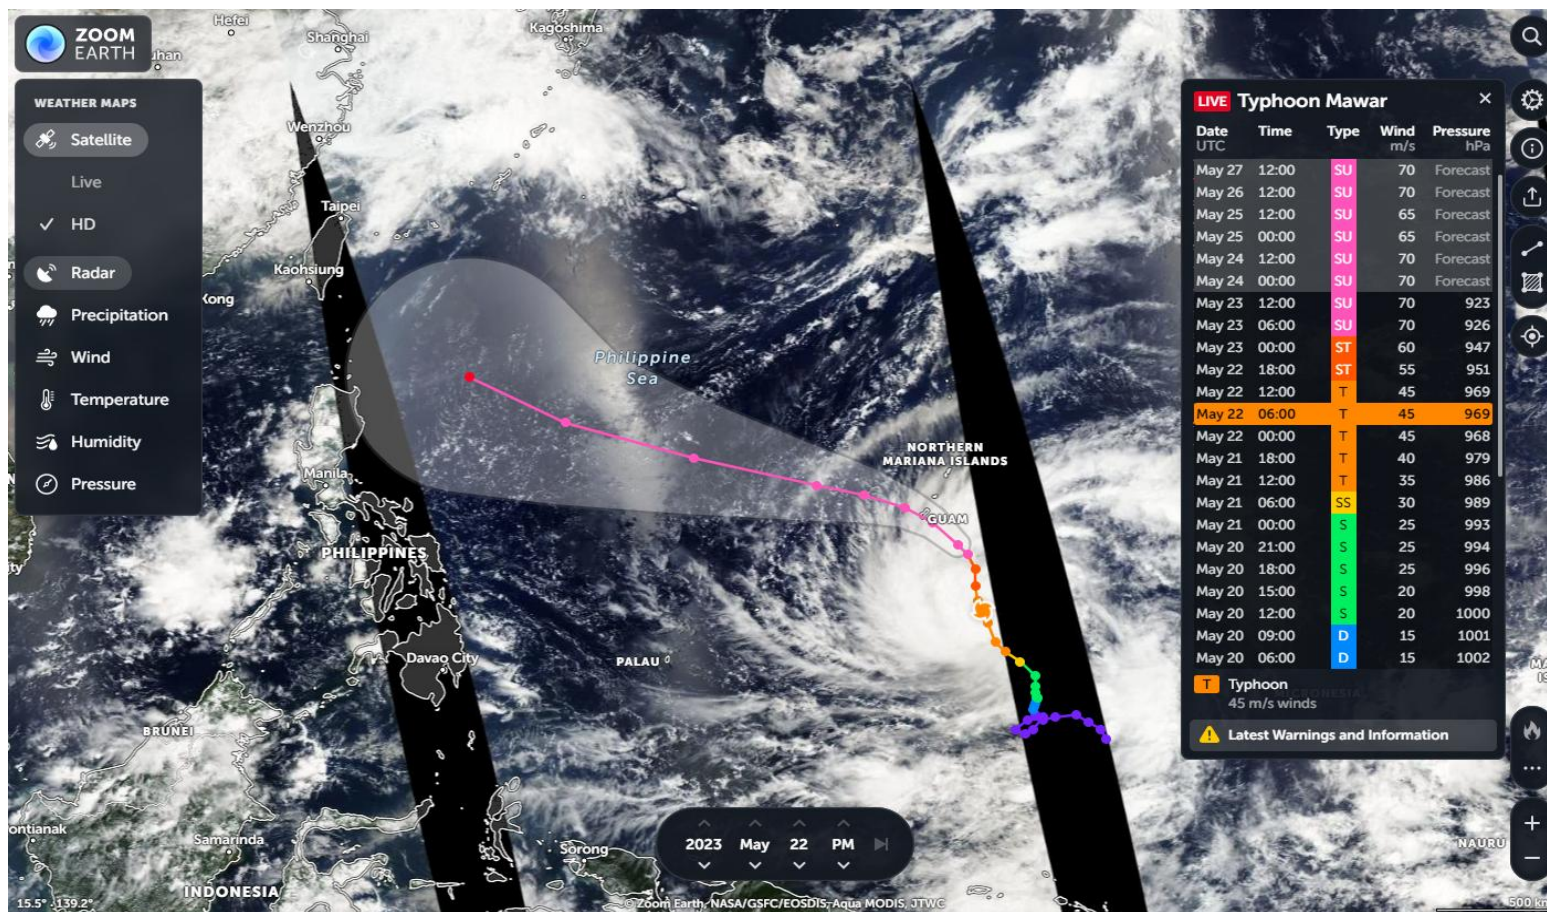 ZOOM
EARTH
WEATHER MAPS
Satellite
Live
HD
Radar
Precipitation
Wind
Temperature
Humidity
Pressure
Hefei
Shanghai
Kagoshima
Wenzhou
Taipei
Kaohsiung
Kong
Philippine
Sea
NORTHERN
MARIANA ISLANDS
GUAM
Manila
PHILIPPINES
PALAU
Davao City
BRUNEI
Samarinda
Sorong
INDONESIA
NAURU
LIVE Typhoon Mawar
Date Time Type Wind Pressure
UTC m/s hPa
May 27 12:00 SU 70 Forecast
May 26 12:00 SU 70 Forecast
May 25 12:00 SU 65 Forecast
May 25 00:00 SU 65 Forecast
May 24 12:00 SU 70 Forecast
May 24 00:00 SU 70 Forecast
May 23 12:00 SU 70 923
May 23 06:00 SU 70 926
May 23 00:00 ST 60 947
May 22 18:00 ST 55 951
May 22 12:00 T 45 969
May 22 06:00 T 45 969
May 22 00:00 T 45 968
May 21 18:00 T 40 979
May 21 12:00 T 35 986
May 21 06:00 SS 30 989
May 21 00:00 S 25 993
May 20 21:00 S 25 994
May 20 18:00 S 25 996
May 20 15:00 S 20 998
May 20 12:00 S 20 1000
May 20 09:00 D 15 1001
May 20 06:00 D 15 1002
T Typhoon
45 m/s winds
Latest Warnings and Information
2023 May 22 PM
15.5° 139.2°
© Zoom Earth, NASA/GSFC/EOSDIS, Aqua MODIS, JTWC
500 km